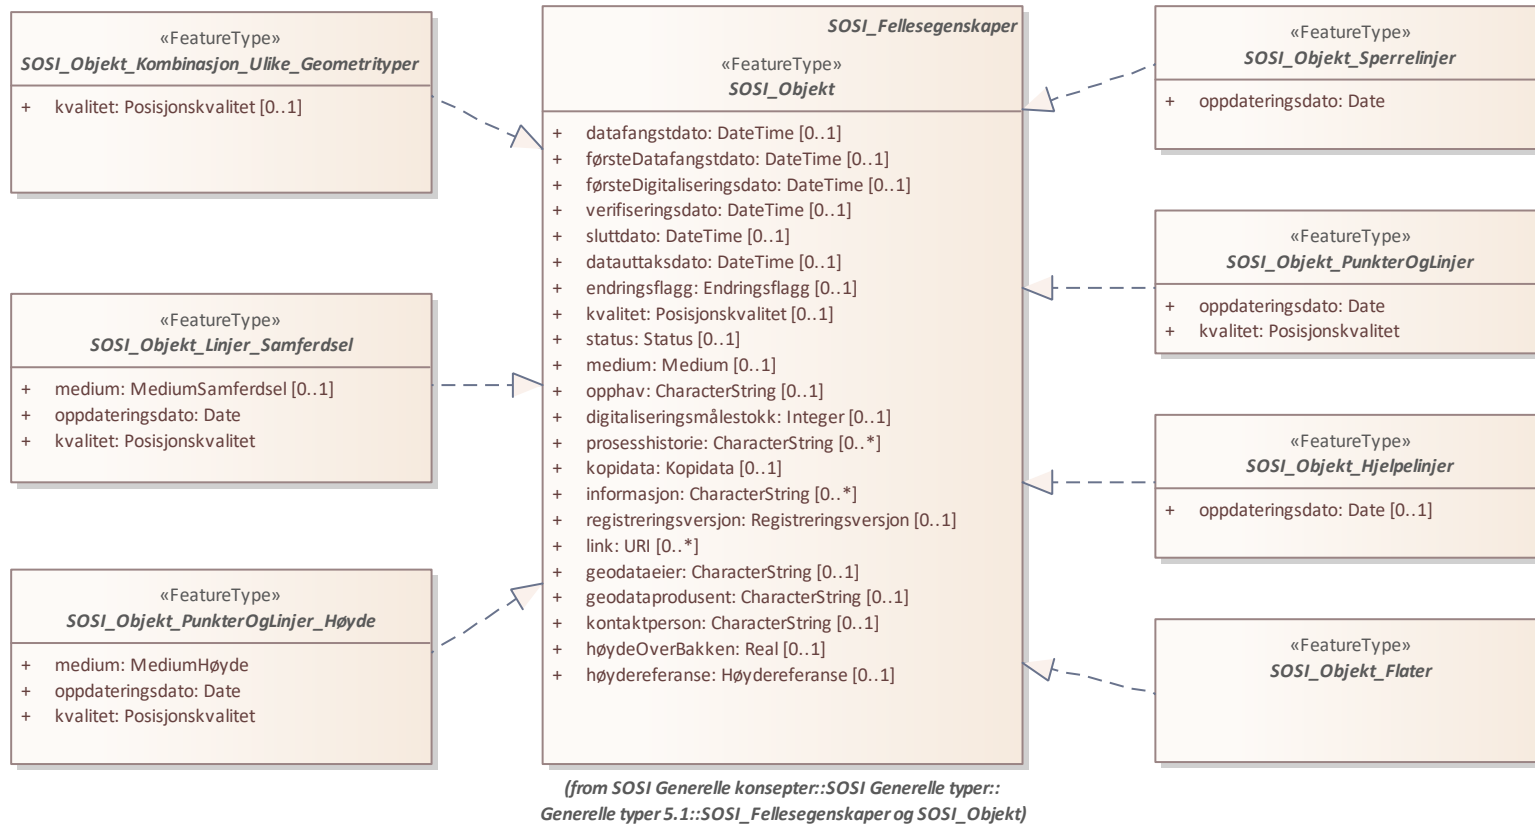 «FeatureType»
SOSI_Objekt_Kombinasjon_Ulike_Geometrityper
+ kvalitet: Posisjonskvalitet [0..1]
«FeatureType»
SOSI_Objekt_Linjer_Samferdsel
+ medium: MediumSamferdsel [0..1]
+ oppdateringsdato: Date
+ kvalitet: Posisjonskvalitet
«FeatureType»
SOSI_Objekt_PunkterOgLinjer_Høyde
+ medium: MediumHøyde
+ oppdateringsdato: Date
+ kvalitet: Posisjonskvalitet
SOSI_Fellesegenskaper
«FeatureType»
SOSI_Objekt
+ datafangstdato: DateTime [0..1]
+førsteDatafangstdato: DateTime [0..1]
+ førsteDigitaliseringsdato: DateTime [0..1]
+ verifiseringsdato: DateTime [0..1]
+ sluttdato: DateTime [0..1]
+ datauttaksdato: DateTime [0..1]
+ endringsflagg: Endringsflagg [0..1]
+ kvalitet: Posisjonskvalitet [0..1]
+ status: Status [0..1]
+ medium: Medium [0..1]
+ opphav: CharacterString [0..1]
+ digitaliseringsmålestokk: Integer [0..1]
+ prosesshistorie: CharacterString [0..*]
+ kopidata: Kopidata [0..1]
+ informasjon: CharacterString [0..*]
+ registreringsversjon: Registreringsversjon [0..1]
+ link: URI [0..*]
+ geodataeier: CharacterString [0..1]
+ geodataprodusent: CharacterString [0..1]
+ kontaktperson: CharacterString [0..1]
+ høydeOverBakken: Real [0..1]
+ høydereferanse: Høydereferanse [0..1]
(from SOSI Generelle konsepter::SOSI Generelle typer::
Generelle typer 5.1::SOSI_Fellesegenskaper og SOSI_Objekt)
«FeatureType»
SOSI_Objekt_Sperrelinjer
+ oppdateringsdato: Date
«FeatureType»
SOSI_Objekt_PunkterOgLinjer
+ oppdateringsdato: Date
+ kvalitet: Posisjonskvalitet
«FeatureType»
SOSI_Objekt_Hjelpelinjer
+ oppdateringsdato: Date [0..1]
«FeatureType»
SOSI_Objekt_Flater